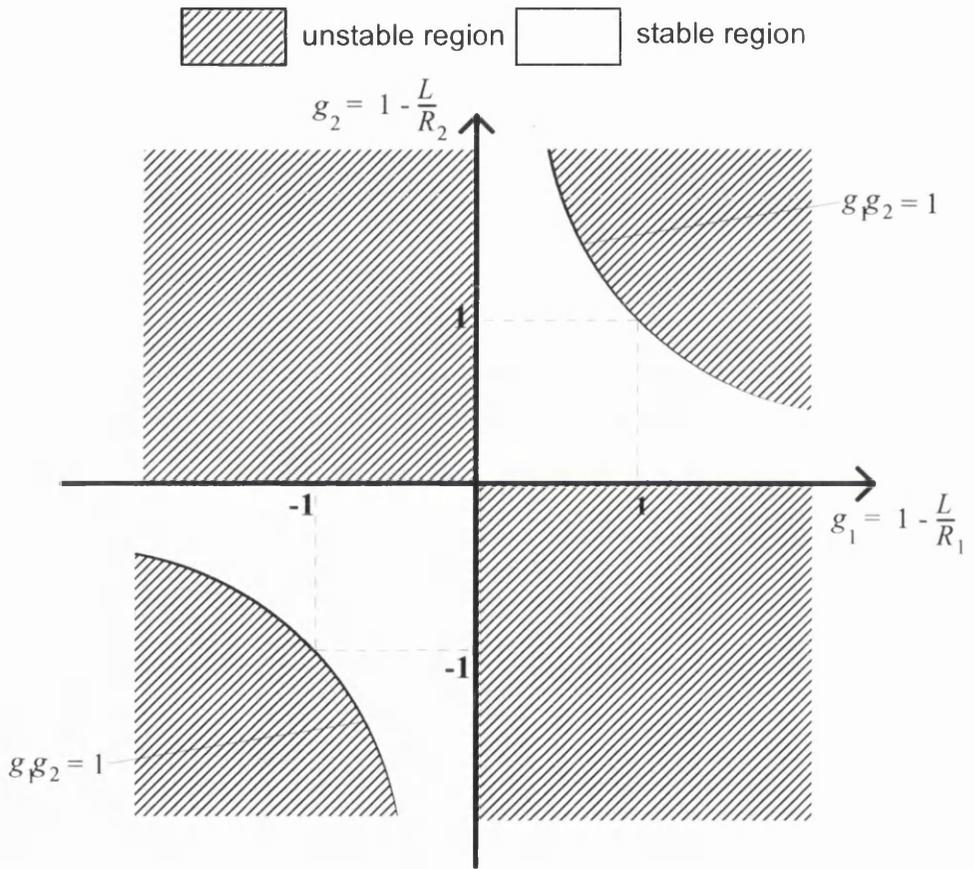 unstable region
stable region
g₂ = 1 - L/R₂
g₁g₂ = 1
1
-1
1
g₁ = 1 - L/R₁
-1
g₁g₂ = 1